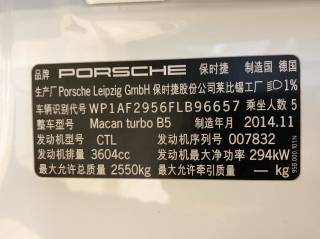 品牌 PORSCHE 保时捷 制造国 德国
生产厂 Porsche Leipzig GmbH 保时捷股份公司莱比锡工厂 1%
车辆识别代号 WP1AF2956FLB96657 乘坐人数 5
整车型号 Macan turbo B5 制造年月 2014.11
发动机型号 CTL 发动机序列号 007832
发动机排量 3604cc 发动机最大净功率 294kW
最大允许总质量 2550kg 最大允许牵引质量 — kg